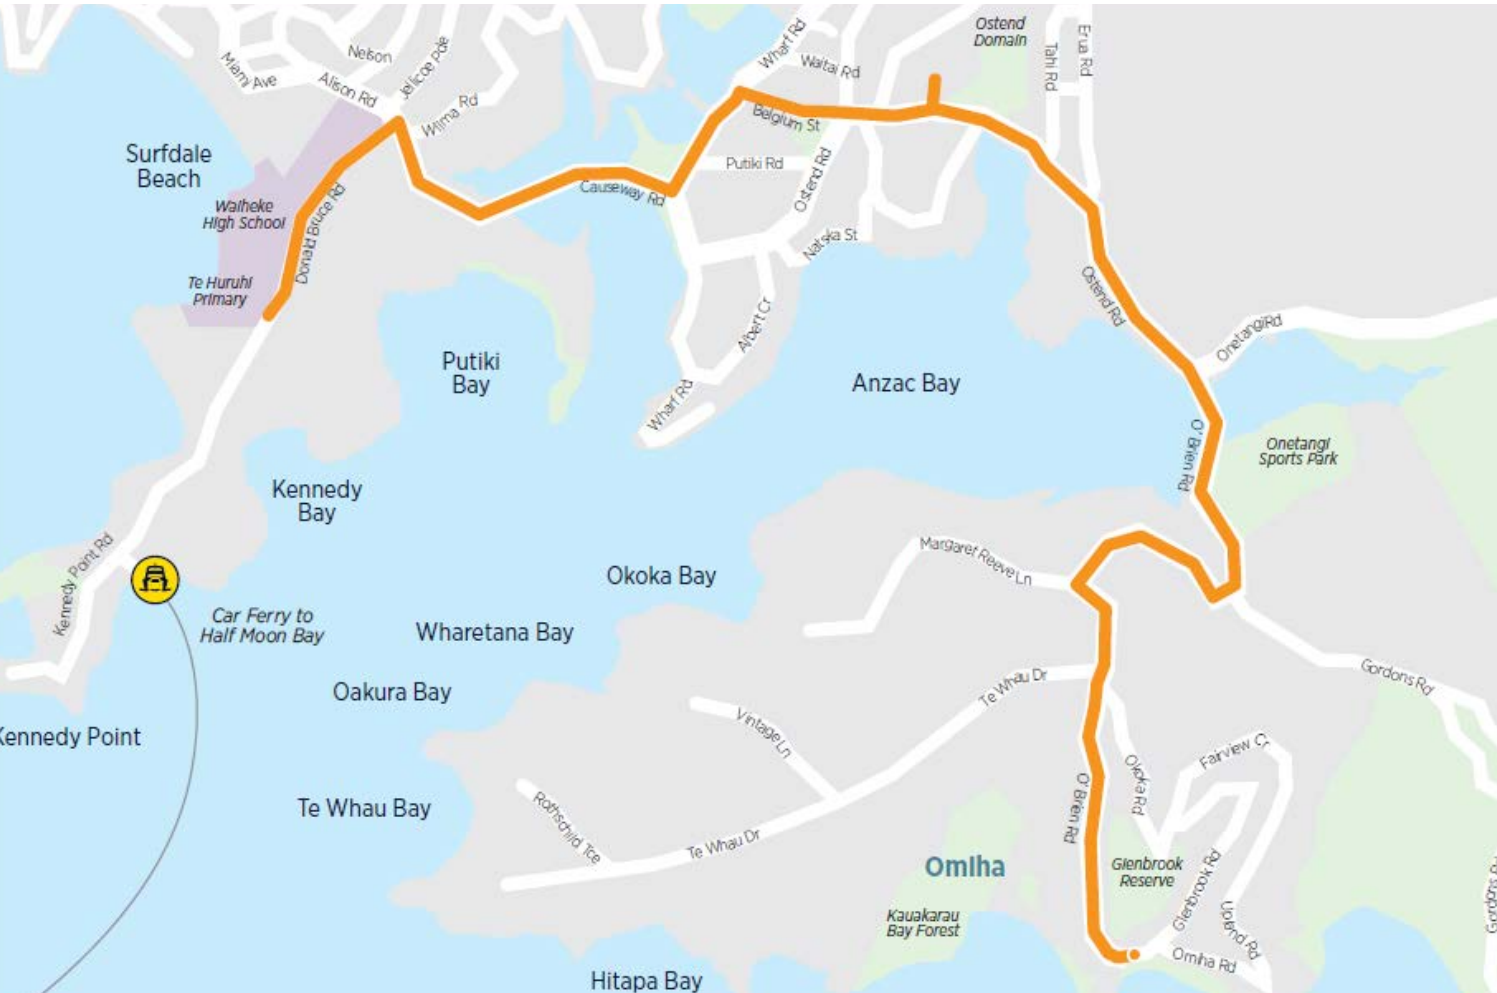 Ostend
Domain
Wharf Rd
Erua Rd
Tahi Rd
Nelson
Jellicoe Pde
Miami Ave
Alison Rd
Waitai Rd
Wilma Rd
Belgium St
Surfdale
Beach
Putiki Rd
Ostend Rd
Causeway Rd
Waiheke
High School
Donald Bruce Rd
Natska St
Te Huruhi
Primary
Ostend Rd
Onetangi Rd
Albert Cr
Putiki
Bay
Anzac Bay
Wharf Rd
O' Brien Rd
Onetangi
Sports Park
Kennedy
Bay
Kennedy Point Rd
Margaret Reeve Ln
Okoka Bay
Car Ferry to
Half Moon Bay
Wharetana Bay
Gordons Rd
Te Whau Dr
Oakura Bay
Kennedy Point
Vintage Ln
Fairview Cr
Okoka Rd
Te Whau Bay
Rothschild Tce
O' Brien Rd
Te Whau Dr
Omiha
Glenbrook
Reserve
Glenbrook Rd
Gordons Rd
Kauakarau
Bay Forest
Upland Rd
Omiha Rd
Hitapa Bay